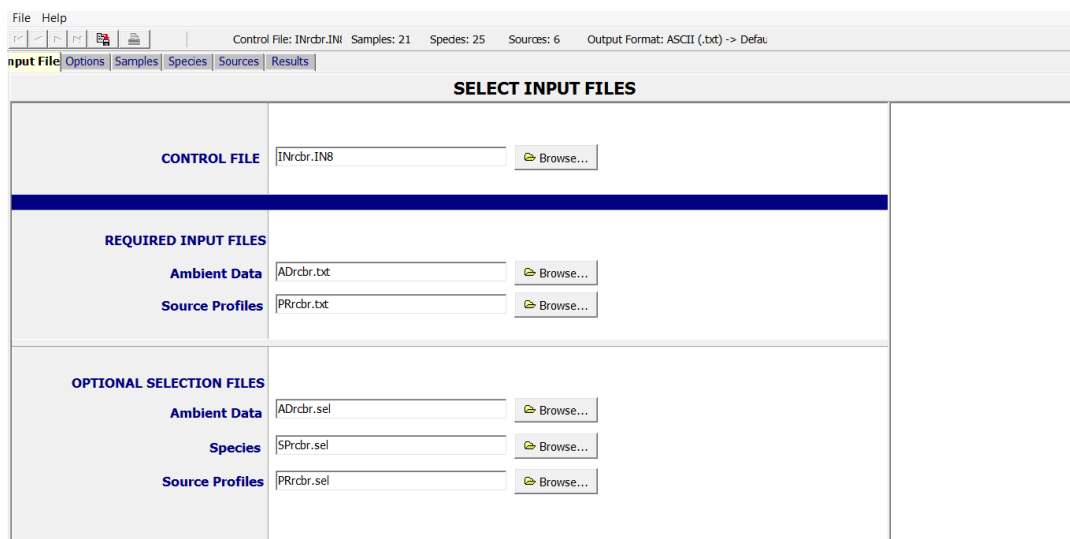 File Help
Control File: INrcbr.IN8 Samples: 21 Species: 25 Sources: 6 Output Format: ASCII (.txt) -> Defau
nput File Options Samples Species Sources Results
SELECT INPUT FILES
CONTROL FILE INrcbr.IN8 Browse...
REQUIRED INPUT FILES
Ambient Data ADrcbr.txt Browse...
Source Profiles PRrcbr.txt Browse...
OPTIONAL SELECTION FILES
Ambient Data ADrcbr.sel Browse...
Species SPrcbr.sel Browse...
Source Profiles PRrcbr.sel Browse...